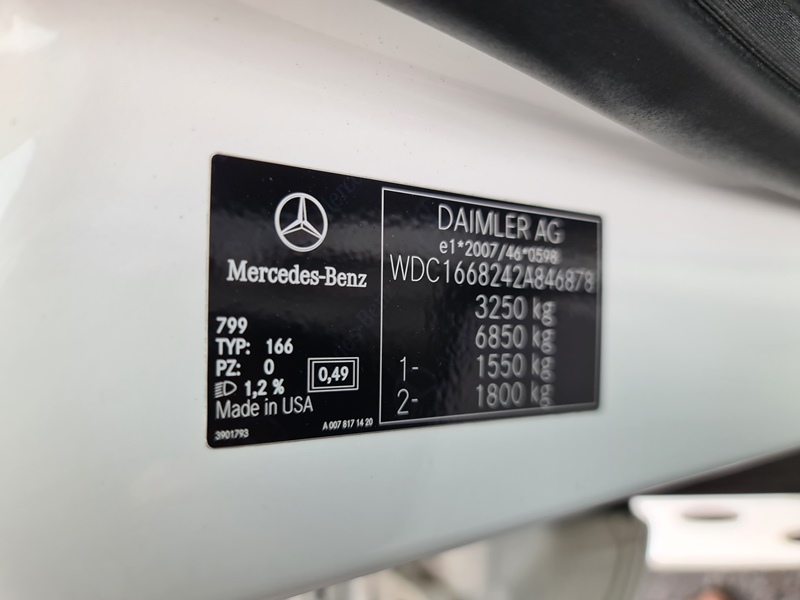 Mercedes-Benz
799
TYP: 166
PZ: 0
1,2 %
0,49
Made in USA
3901793
A 007 817 14 20
DAIMLER AG
e1*2007/46*0598
WDC1668242A846878
3250 kg
6850 kg
1- 1550 kg
2- 1800 kg